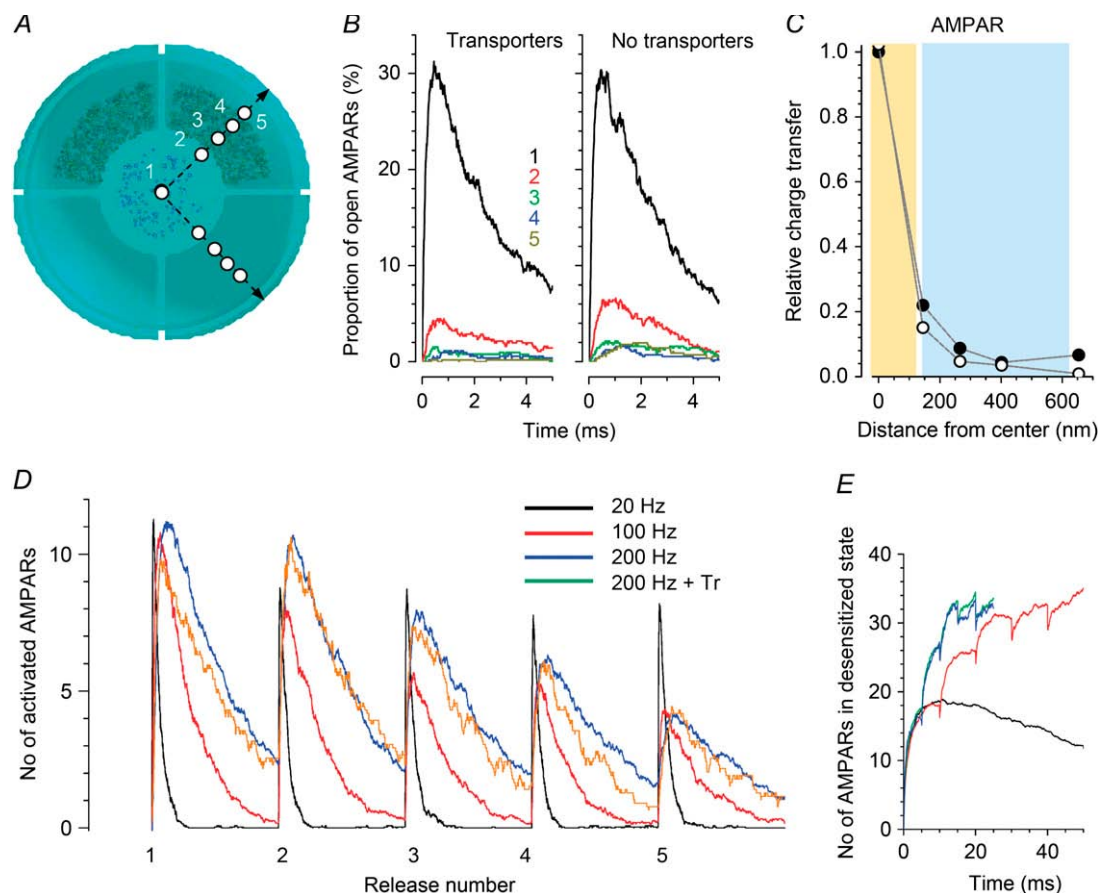 A
1
2
3
4
5
B
Transporters
No transporters
Proportion of open AMPARs (%)
30
20
10
0
1
2
3
4
5
0 2 4
0 2 4
Time (ms)
C
AMPAR
Relative charge transfer
1.0
0.8
0.6
0.4
0.2
0.0
0 200 400 600
Distance from center (nm)
D
No of activated AMPARs
10
5
0
20 Hz
100 Hz
200 Hz
200 Hz + Tr
1 2 3 4 5
Release number
E
No of AMPARs in desensitized state
40
30
20
10
0
0 20 40
Time (ms)